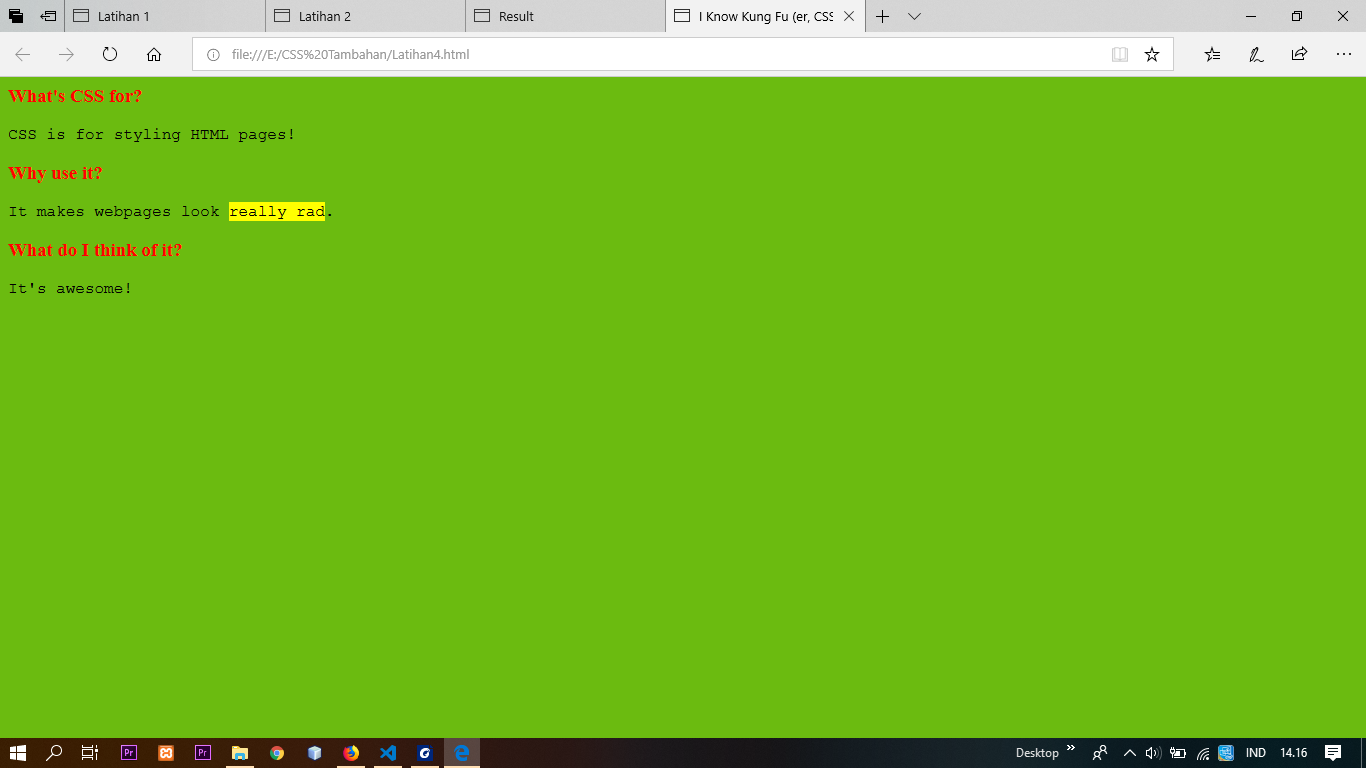 Latihan 1
Latihan 2
Result
I Know Kung Fu (er, CSS
file:///E:/CSS%20Tambahan/Latihan4.html
What's CSS for?
CSS is for styling HTML pages!
Why use it?
It makes webpages look really rad.
What do I think of it?
It's awesome!
Pr
Pr
Desktop
IND
14.16